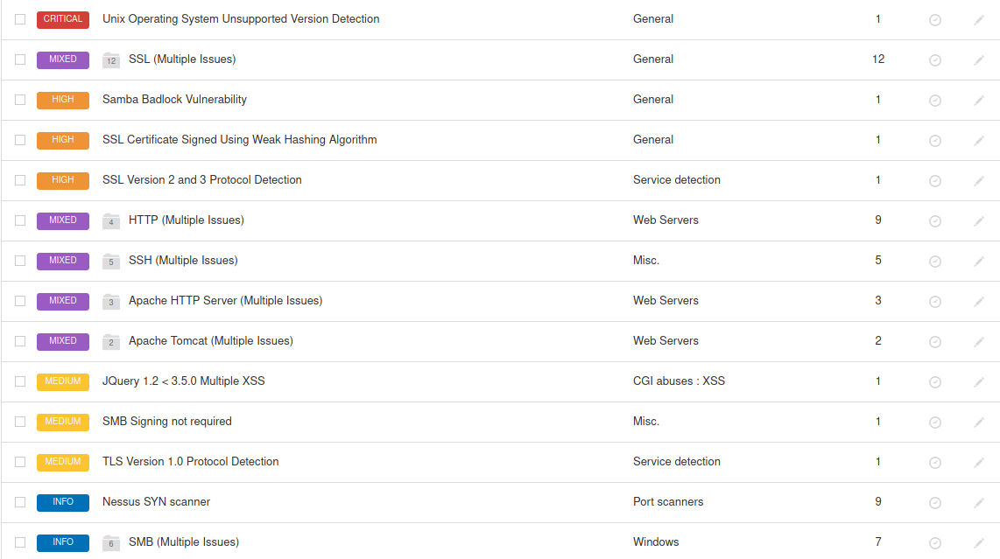 CRITICAL Unix Operating System Unsupported Version Detection General 1
MIXED 12 SSL (Multiple Issues) General 12
HIGH Samba Badlock Vulnerability General 1
HIGH SSL Certificate Signed Using Weak Hashing Algorithm General 1
HIGH SSL Version 2 and 3 Protocol Detection Service detection 1
MIXED 4 HTTP (Multiple Issues) Web Servers 9
MIXED 5 SSH (Multiple Issues) Misc. 5
MIXED 3 Apache HTTP Server (Multiple Issues) Web Servers 3
MIXED 2 Apache Tomcat (Multiple Issues) Web Servers 2
MEDIUM JQuery 1.2 < 3.5.0 Multiple XSS CGI abuses : XSS 1
MEDIUM SMB Signing not required Misc. 1
MEDIUM TLS Version 1.0 Protocol Detection Service detection 1
INFO Nessus SYN scanner Port scanners 9
INFO 6 SMB (Multiple Issues) Windows 7